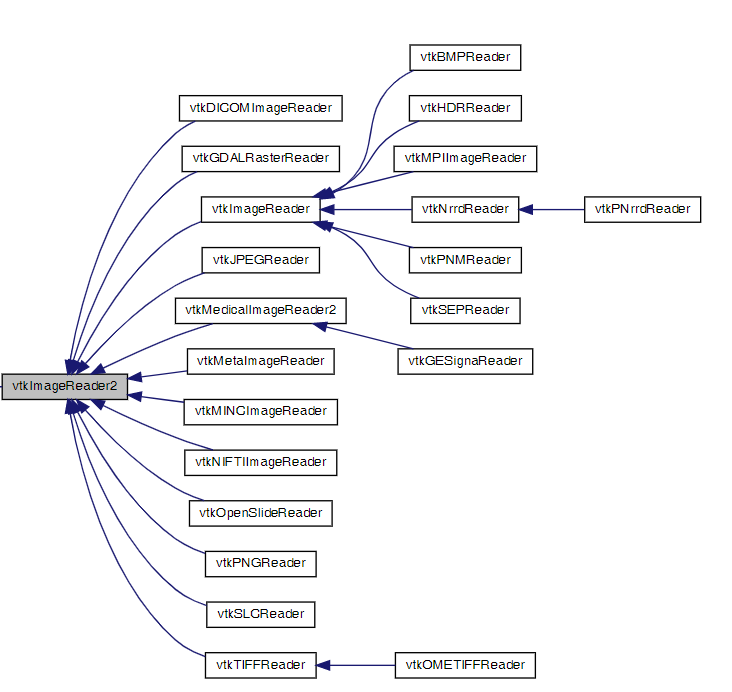 vtkBMPReader
vtkDICOMImageReader
vtkHDRReader
vtkGDALRasterReader
vtkMPIImageReader
vtkImageReader
vtkNrrdReader
vtkPNrrdReader
vtkJPEGReader
vtkPNMReader
vtkMedicalImageReader2
vtkSEPReader
vtkMetaImageReader
vtkGESignaReader
vtkImageReader2
vtkMINCImageReader
vtkNIFTIImageReader
vtkOpenSlideReader
vtkPNGReader
vtkSLCReader
vtkTIFFReader
vtkOMETIFFReader